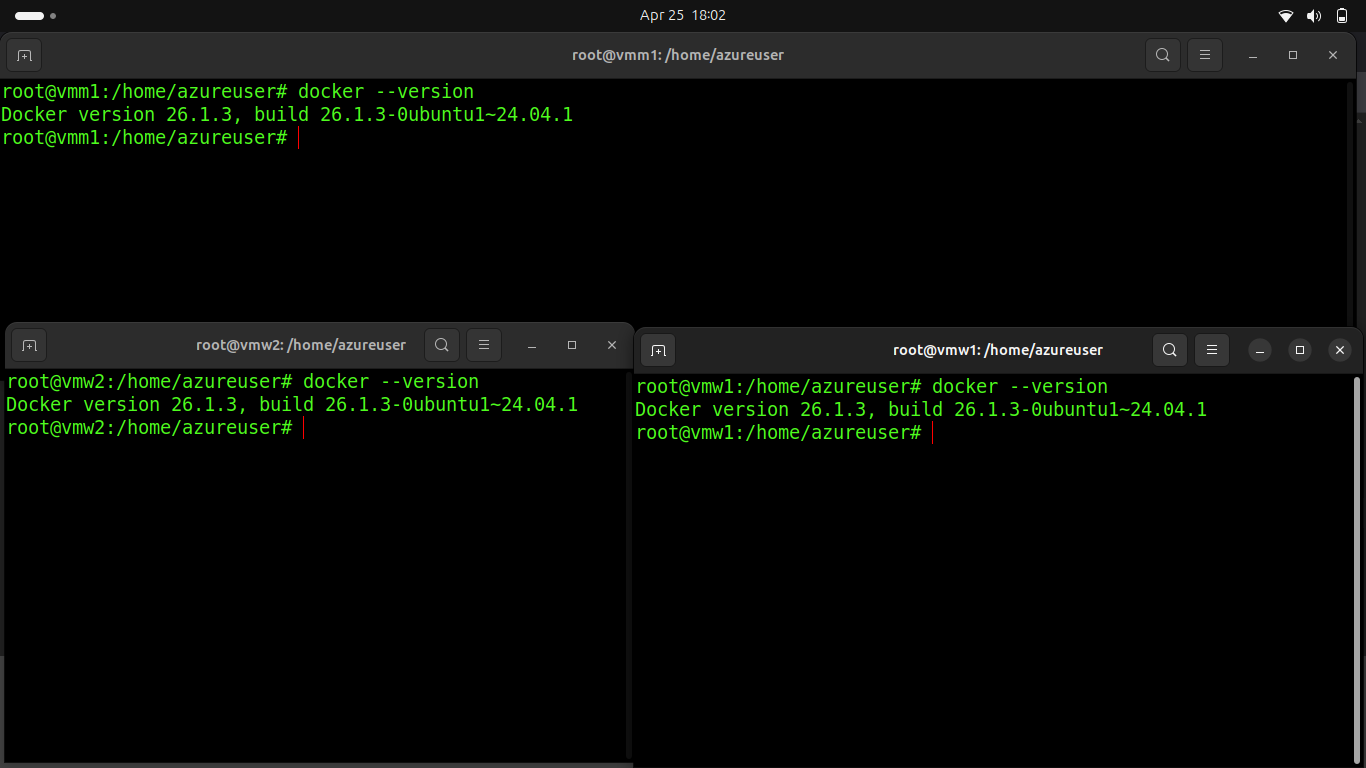 Apr 25 18:02
root@vmm1: /home/azureuser
root@vmm1:/home/azureuser# docker --version
Docker version 26.1.3, build 26.1.3-0ubuntu1~24.04.1
root@vmm1:/home/azureuser#
root@vmw2: /home/azureuser
root@vmw2:/home/azureuser# docker --version
Docker version 26.1.3, build 26.1.3-0ubuntu1~24.04.1
root@vmw2:/home/azureuser#
root@vmw1: /home/azureuser
root@vmw1:/home/azureuser# docker --version
Docker version 26.1.3, build 26.1.3-0ubuntu1~24.04.1
root@vmw1:/home/azureuser#